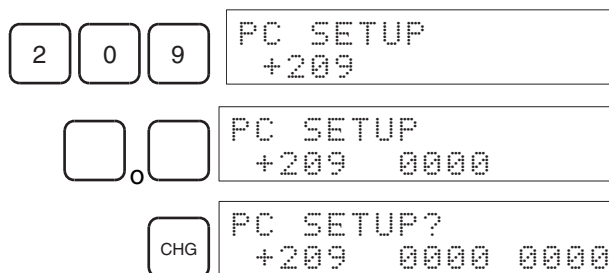 2 0 9
PC SETUP
+209
o
PC SETUP
+209 0000
CHG
PC SETUP?
+209 0000 0000